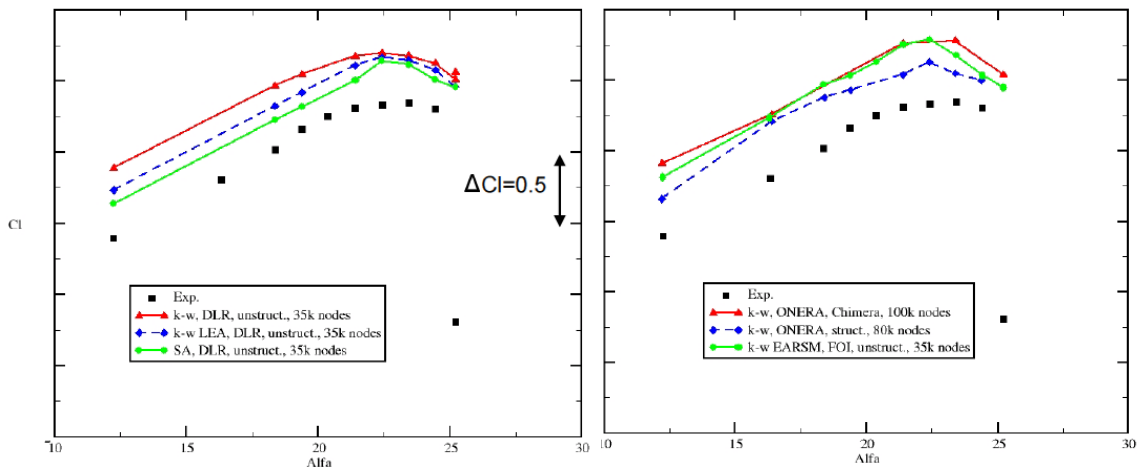 Cl
ΔCl=0.5
Exp.
k-w, DLR, unstruct., 35k nodes
k-w LEA, DLR, unstruct., 35k nodes
SA, DLR, unstruct., 35k nodes
10 15 20 25 30
Alfa
Exp.
k-w, ONERA, Chimera, 100k nodes
k-w, ONERA, struct., 80k nodes
k-w EARSM, FOI, unstruct., 35k nodes
10 15 20 25 30
Alfa